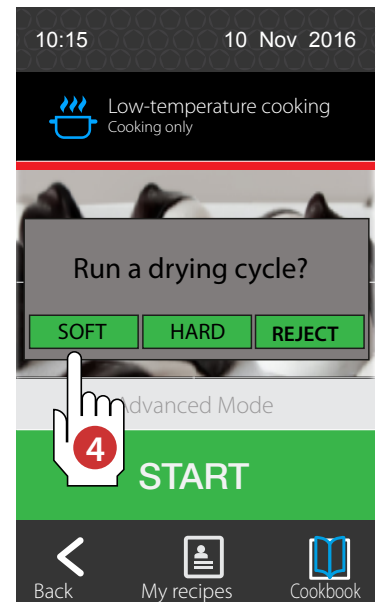 10:15 10 Nov 2016
Low-temperature cooking
Cooking only
Run a drying cycle?
SOFT HARD REJECT
Advanced Mode
4
START
Back My recipes Cookbook